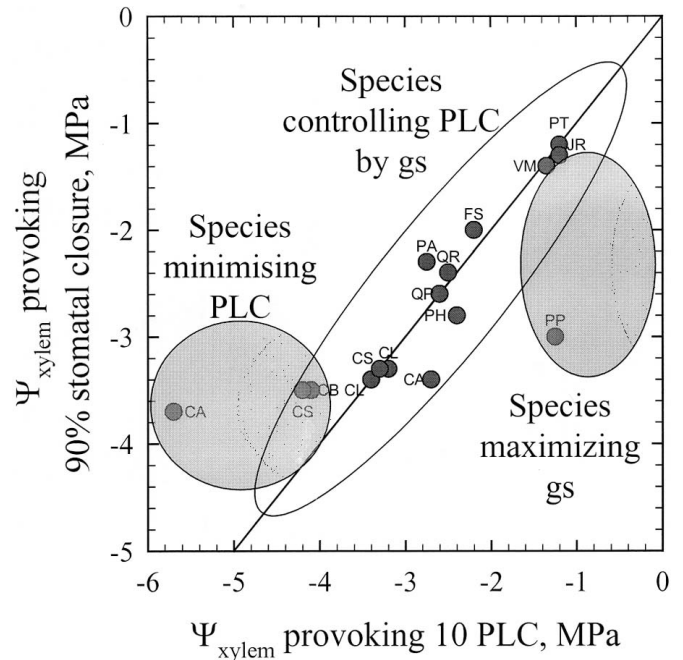 0
-1
-2
-3
-4
-5
Ψxylem provoking
90% stomatal closure, MPa
Species
controlling PLC
by gs
Species
minimising
PLC
Species
maximizing
gs
PT
JR
VM
FS
PA
QR
QP
PH
PP
CS
CL
CA
CB
CL
CA
CS
-6
-5
-4
-3
-2
-1
0
Ψxylem provoking 10 PLC, MPa